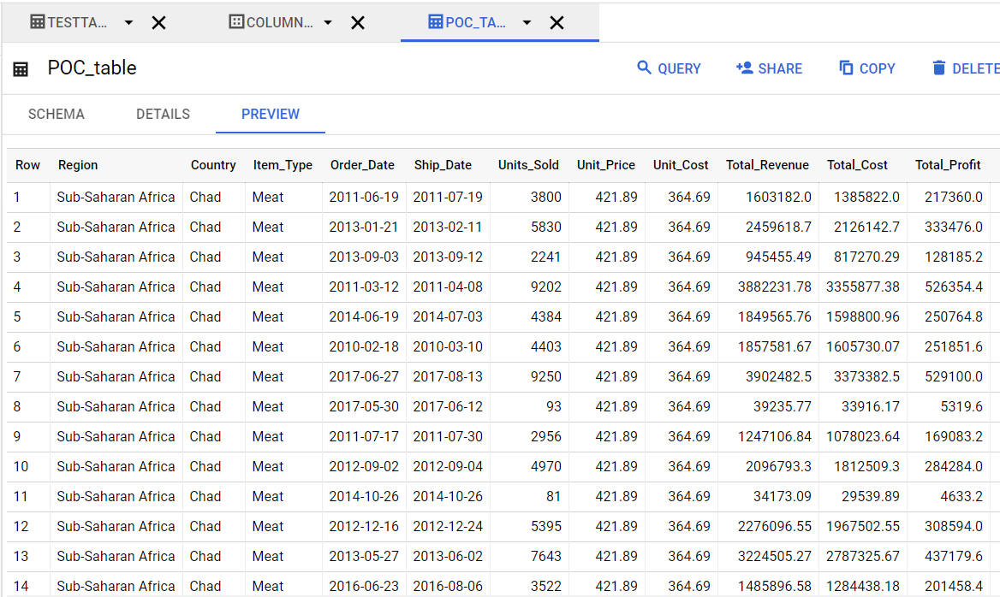 TESTTA... COLUMN... POC_TA...
POC_table QUERY SHARE COPY DELETE
SCHEMA DETAILS PREVIEW
Row Region Country Item_Type Order_Date Ship_Date Units_Sold Unit_Price Unit_Cost Total_Revenue Total_Cost Total_Profit
1 Sub-Saharan Africa Chad Meat 2011-06-19 2011-07-19 3800 421.89 364.69 1603182.0 1385822.0 217360.0
2 Sub-Saharan Africa Chad Meat 2013-01-21 2013-02-11 5830 421.89 364.69 2459618.7 2126142.7 333476.0
3 Sub-Saharan Africa Chad Meat 2013-09-03 2013-09-12 2241 421.89 364.69 945455.49 817270.29 128185.2
4 Sub-Saharan Africa Chad Meat 2011-03-12 2011-04-08 9202 421.89 364.69 3882231.78 3355877.38 526354.4
5 Sub-Saharan Africa Chad Meat 2014-06-19 2014-07-03 4384 421.89 364.69 1849565.76 1598800.96 250764.8
6 Sub-Saharan Africa Chad Meat 2010-02-18 2010-03-10 4403 421.89 364.69 1857581.67 1605730.07 251851.6
7 Sub-Saharan Africa Chad Meat 2017-06-27 2017-08-13 9250 421.89 364.69 3902482.5 3373382.5 529100.0
8 Sub-Saharan Africa Chad Meat 2017-05-30 2017-06-12 93 421.89 364.69 39235.77 33916.17 5319.6
9 Sub-Saharan Africa Chad Meat 2011-07-17 2011-07-30 2956 421.89 364.69 1247106.84 1078023.64 169083.2
10 Sub-Saharan Africa Chad Meat 2012-09-02 2012-09-04 4970 421.89 364.69 2096793.3 1812509.3 284284.0
11 Sub-Saharan Africa Chad Meat 2014-10-26 2014-10-26 81 421.89 364.69 34173.09 29539.89 4633.2
12 Sub-Saharan Africa Chad Meat 2012-12-16 2012-12-24 5395 421.89 364.69 2276096.55 1967502.55 308594.0
13 Sub-Saharan Africa Chad Meat 2013-05-27 2013-06-02 7643 421.89 364.69 3224505.27 2787325.67 437179.6
14 Sub-Saharan Africa Chad Meat 2016-06-23 2016-08-06 3522 421.89 364.69 1485896.58 1284438.18 201458.4